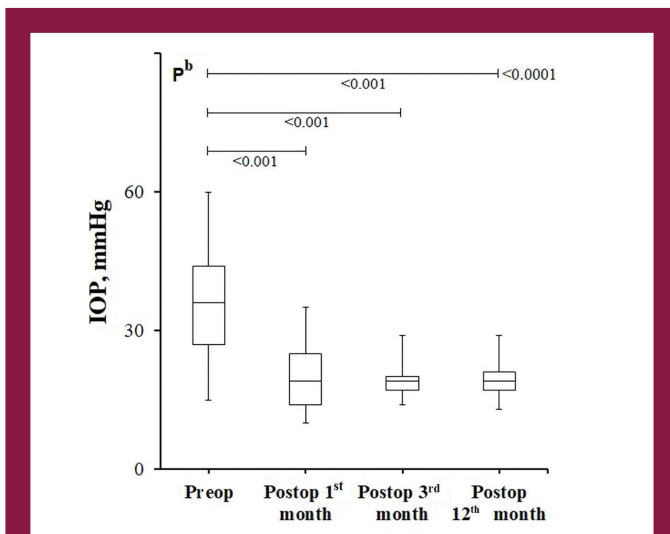 Pᵇ
<0.0001
<0.001
<0.001
<0.001
60
IOP, mmHg
30
0
Preop
Postop 1ˢᵗ
month
Postop 3ʳᵈ
month
Postop
12ᵗʰ month